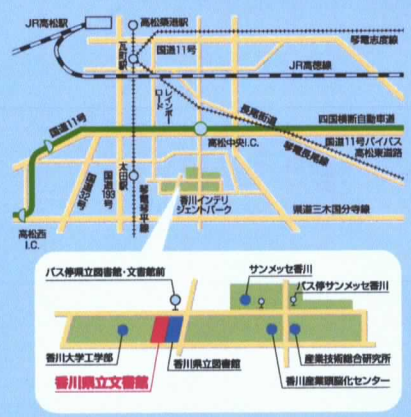 JR高松駅
高松築港駅
琴電志度線
瓦町駅
国道11号
JR高徳線
レインボー
ロード
長尾街道
四国横断自動車道
国道11号
高松中央I.C.
国道11号バイパス
高松東道路
琴電長尾線
太田駅
国道193号
琴電琴平線
香川インテリ
ジェントパーク
県道三木国分寺線
高松西
I.C.
バス停県立図書館・文書館前
サンメッセ香川
バス停サンメッセ香川
香川大学工学部
香川県立図書館
産業技術総合研究所
香川県立文書館
香川産業頭脳化センター